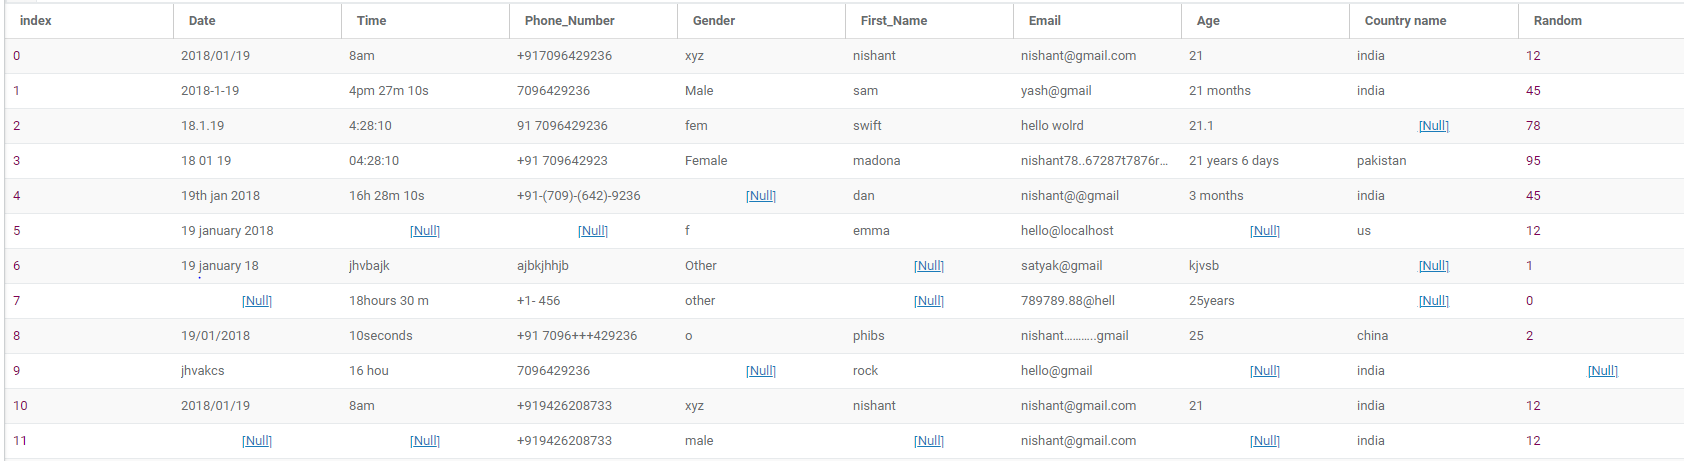 index Date Time Phone_Number Gender First_Name Email Age Country name Random
0 2018/01/19 8am +917096429236 xyz nishant nishant@gmail.com 21 india 12
1 2018-1-19 4pm 27m 10s 7096429236 Male sam yash@gmail 21 months india 45
2 18.1.19 4:28:10 91 7096429236 fem swift hello wolrd 21.1 [Null] 78
3 18 01 19 04:28:10 +91 709642923 Female madona nishant78..67287t7876r... 21 years 6 days pakistan 95
4 19th jan 2018 16h 28m 10s +91-(709)-(642)-9236 [Null] dan nishant@@gmail 3 months india 45
5 19 january 2018 [Null] [Null] f emma hello@localhost [Null] us 12
6 19 january 18 jhvbajk ajbkjhhjb Other [Null] satyak@gmail kjvsb [Null] 1
7 [Null] 18hours 30 m +1- 456 other [Null] 789789.88@hell 25years [Null] 0
8 19/01/2018 10seconds +91 7096+++429236 o phibs nishant………..gmail 25 china 2
9 jhvakcs 16 hou 7096429236 [Null] rock hello@gmail [Null] india [Null]
10 2018/01/19 8am +919426208733 xyz nishant nishant@gmail.com 21 india 12
11 [Null] [Null] +919426208733 male [Null] nishant@gmail.com [Null] india 12